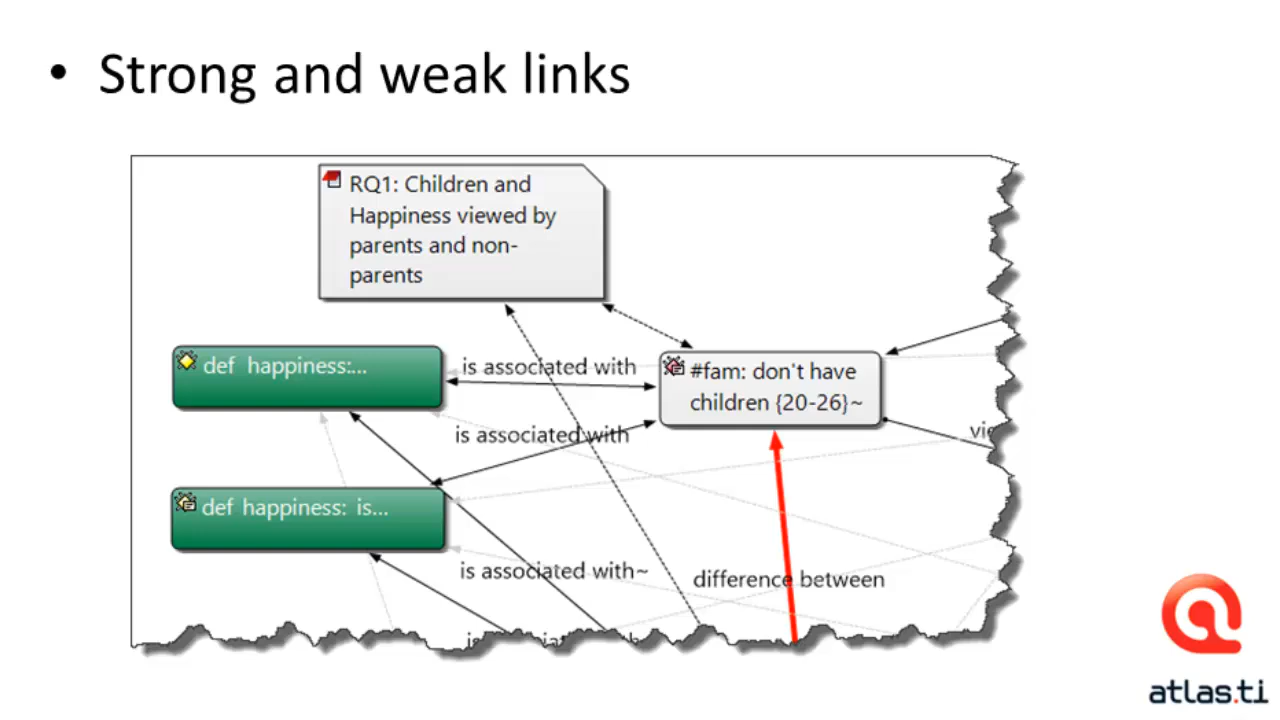 • Strong and weak links
RQ1: Children and
Happiness viewed by
parents and non-
parents
def happiness:...
is associated with
#fam: don't have
children {20-26}~
is associated with
def happiness: is...
is associated with~
difference between
atlas.ti